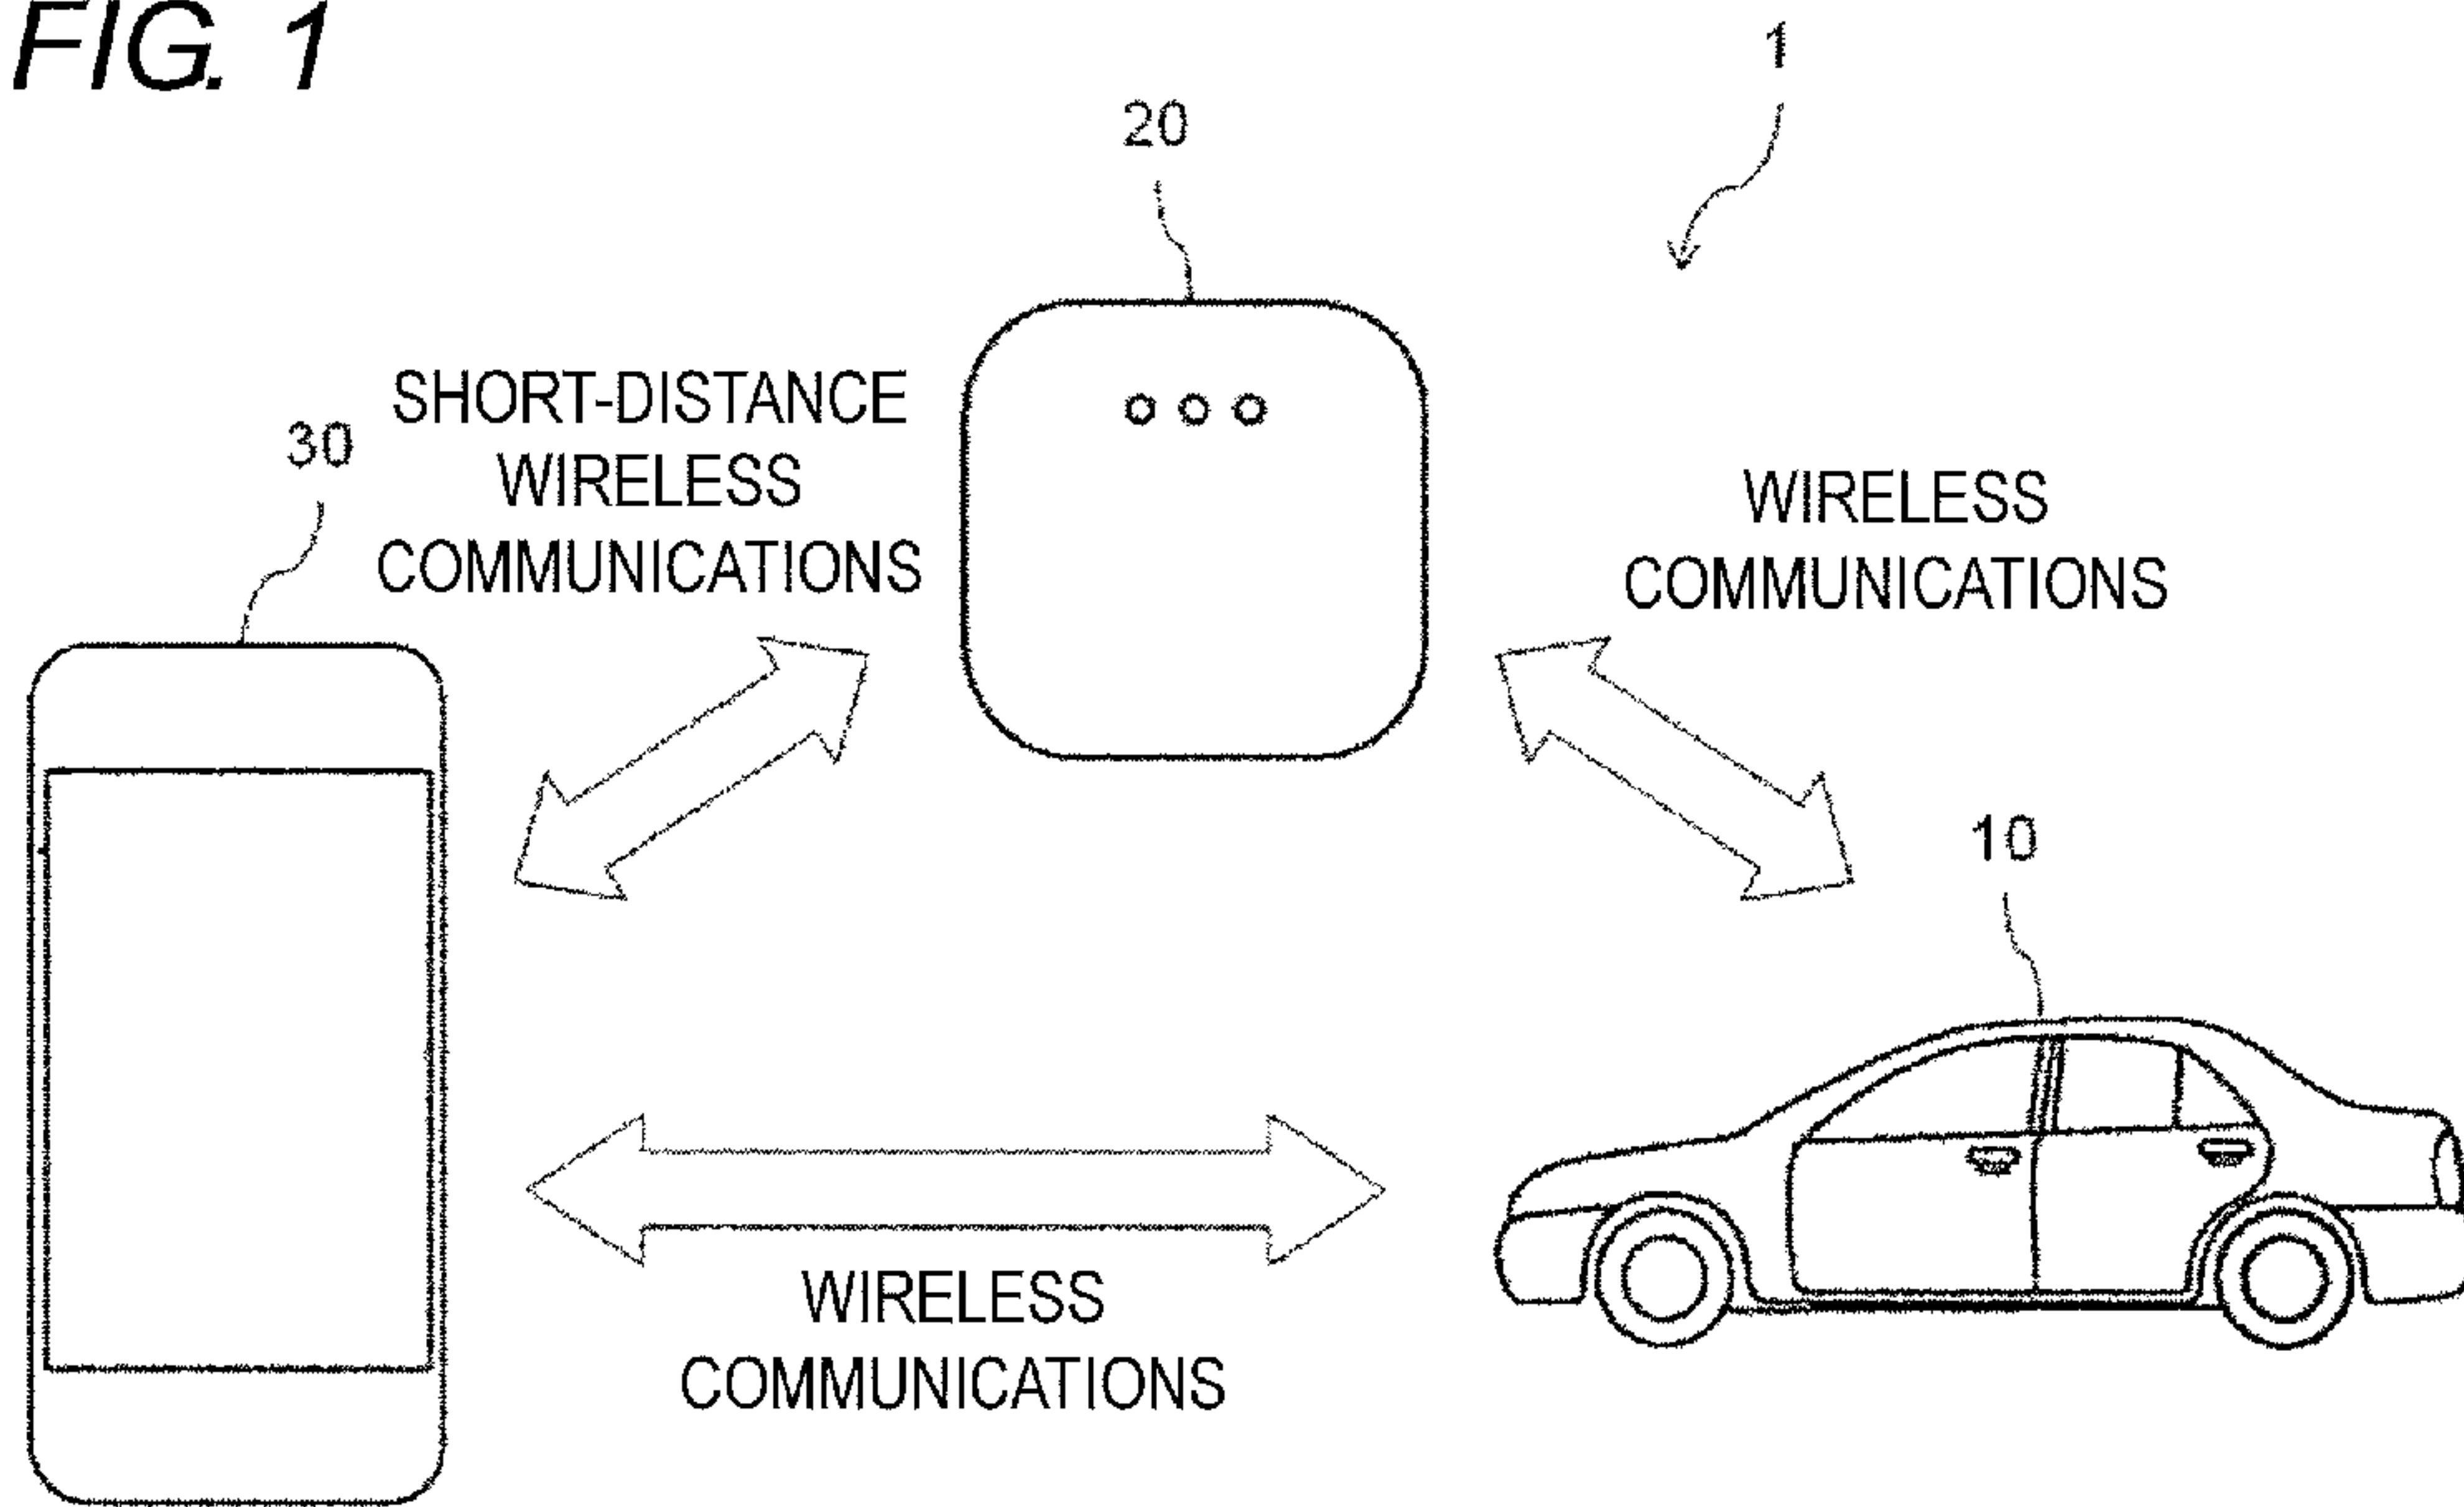 FIG. 1
1
20
SHORT-DISTANCE
WIRELESS
COMMUNICATIONS
30
WIRELESS
COMMUNICATIONS
10
WIRELESS
COMMUNICATIONS